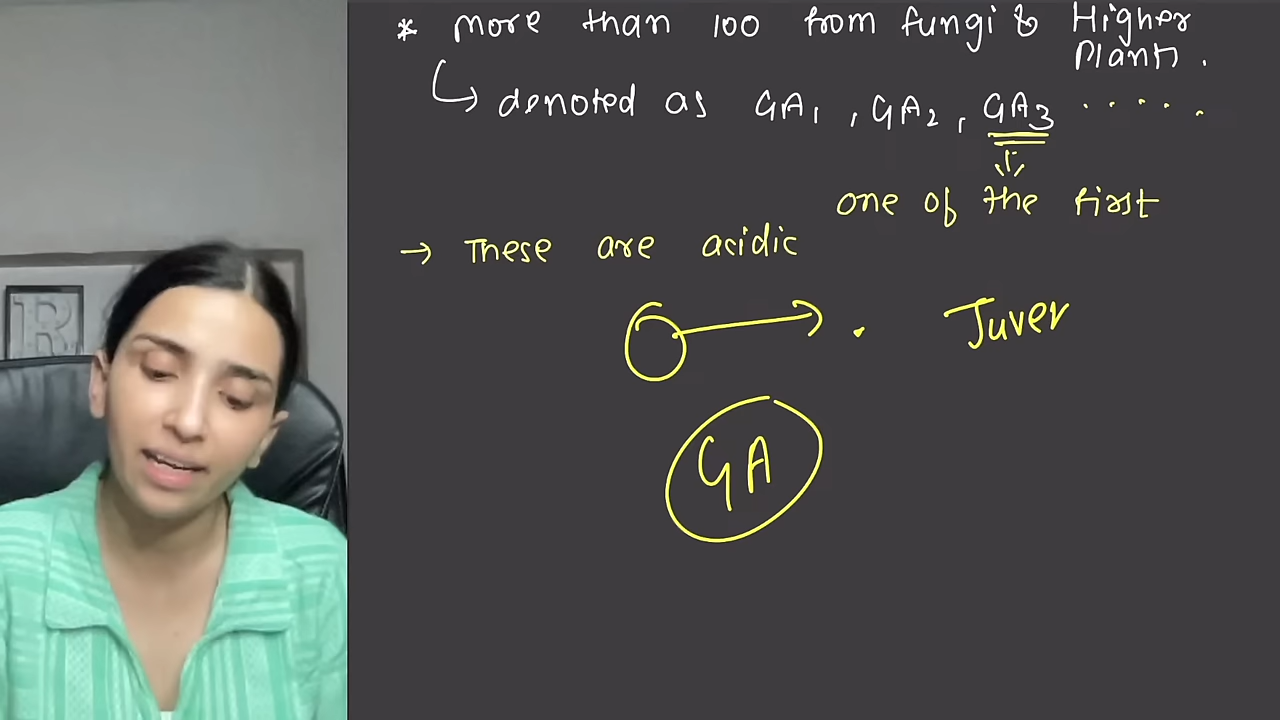 * more than 100 from fungi & Higher Plants.
↳ denoted as GA1, GA2, GA3 .....
one of the first
→ These are acidic
Juver
GA
R